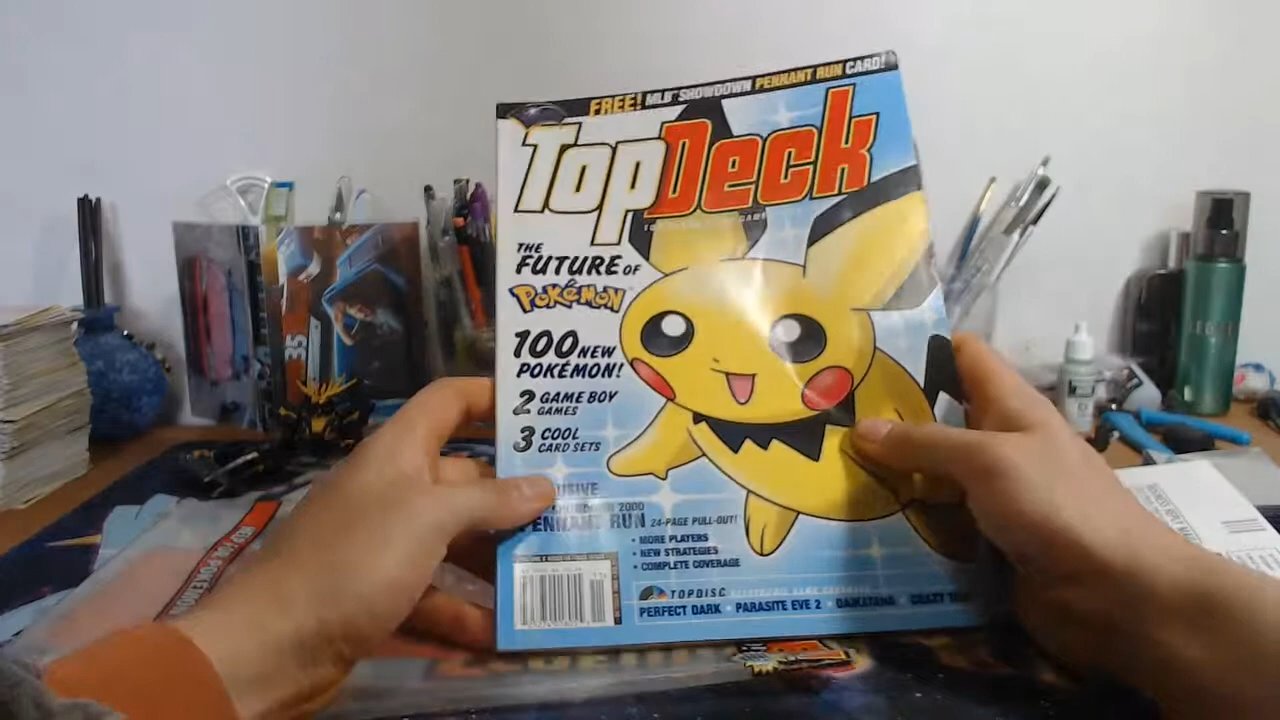 FREE! MLB™ SHOWDOWN PENNANT RUN CARD!
TopDeck
THE
FUTURE OF
POKéMON
100 NEW
POKÉMON!
2 GAME BOY
GAMES
3 COOL
CARD SETS
2000
PENNANT RUN 24-PAGE PULL-OUT!
• MORE PLAYERS
• NEW STRATEGIES
• COMPLETE COVERAGE
TOPDISC
PERFECT DARK • PARASITE EVE 2 •
35